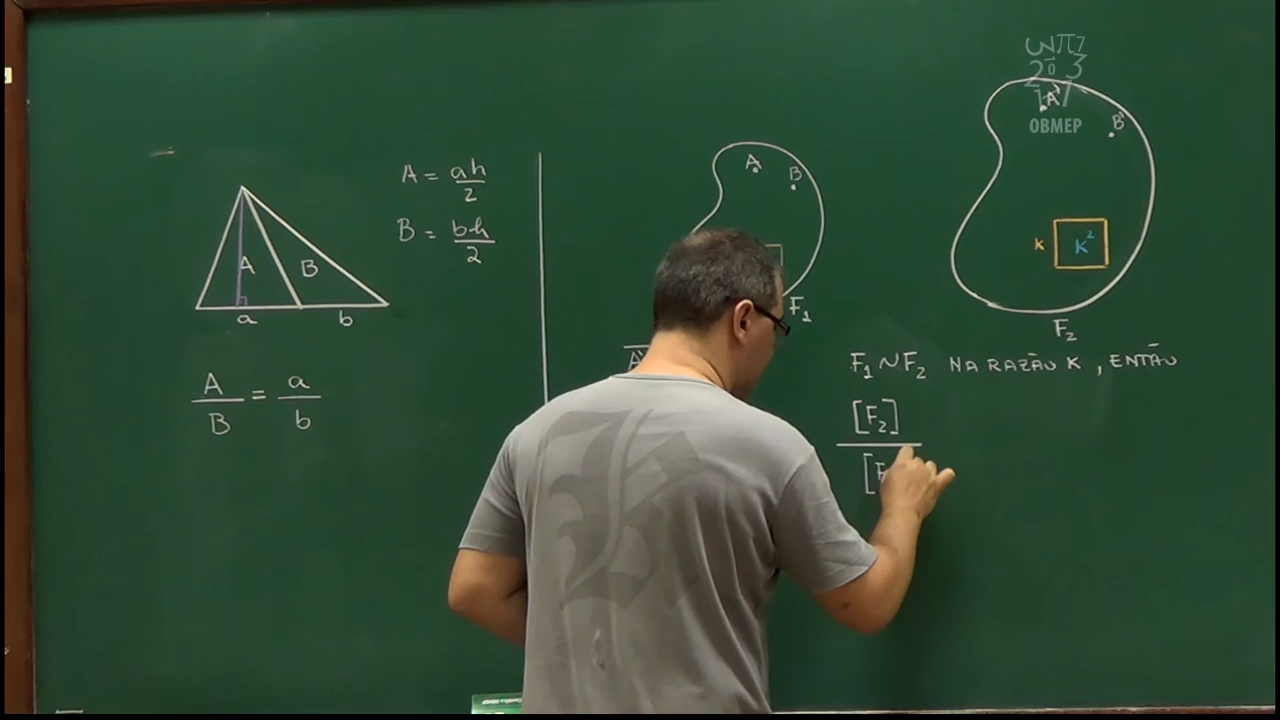 A = ah/2
B = bh/2
A
B
a
b
A/B = a/b
A
B
F₁
A'
B'
K
K²
F₂
F₁ ~ F₂ NA RAZÃO K, ENTÃO
[F₂]
[F
OBMEP